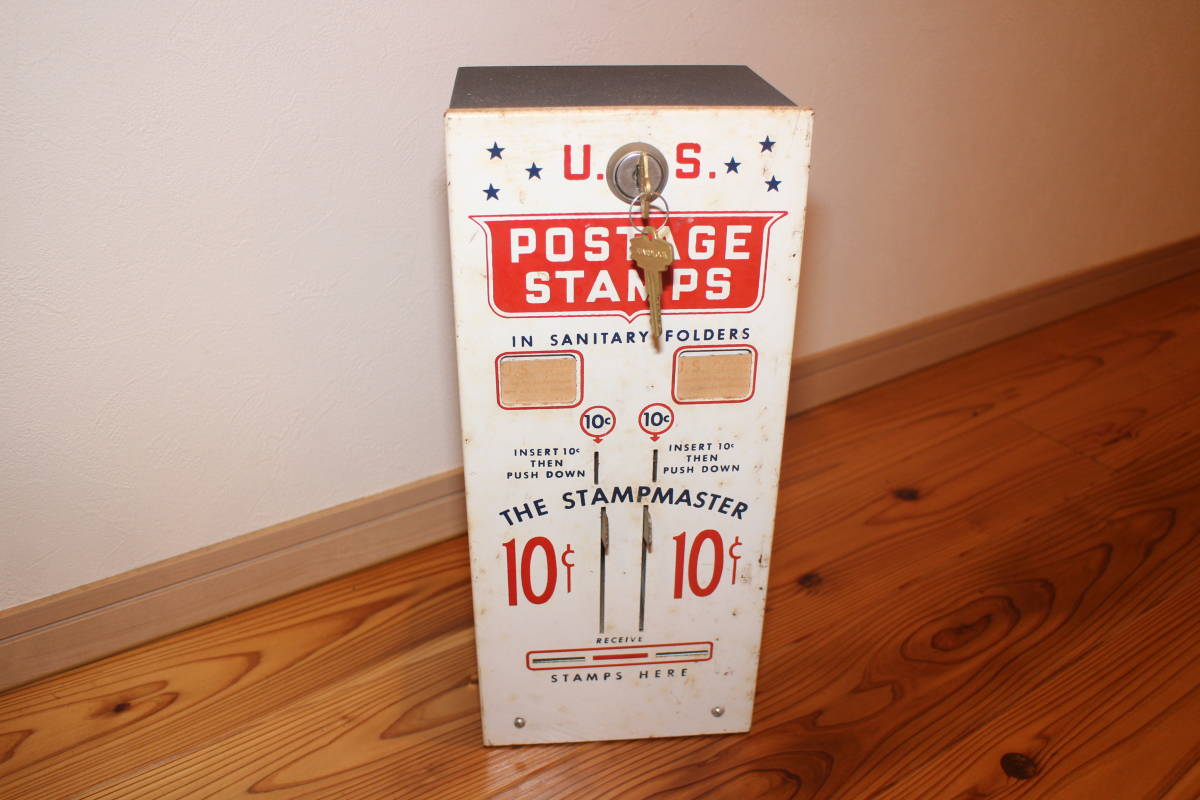 U. S.
POSTAGE
STAMPS
IN SANITARY FOLDERS
10¢ 10¢
INSERT 10¢
THEN
PUSH DOWN
INSERT 10¢
THEN
PUSH DOWN
THE STAMPMASTER
10¢ 10¢
RECEIVE
STAMPS HERE